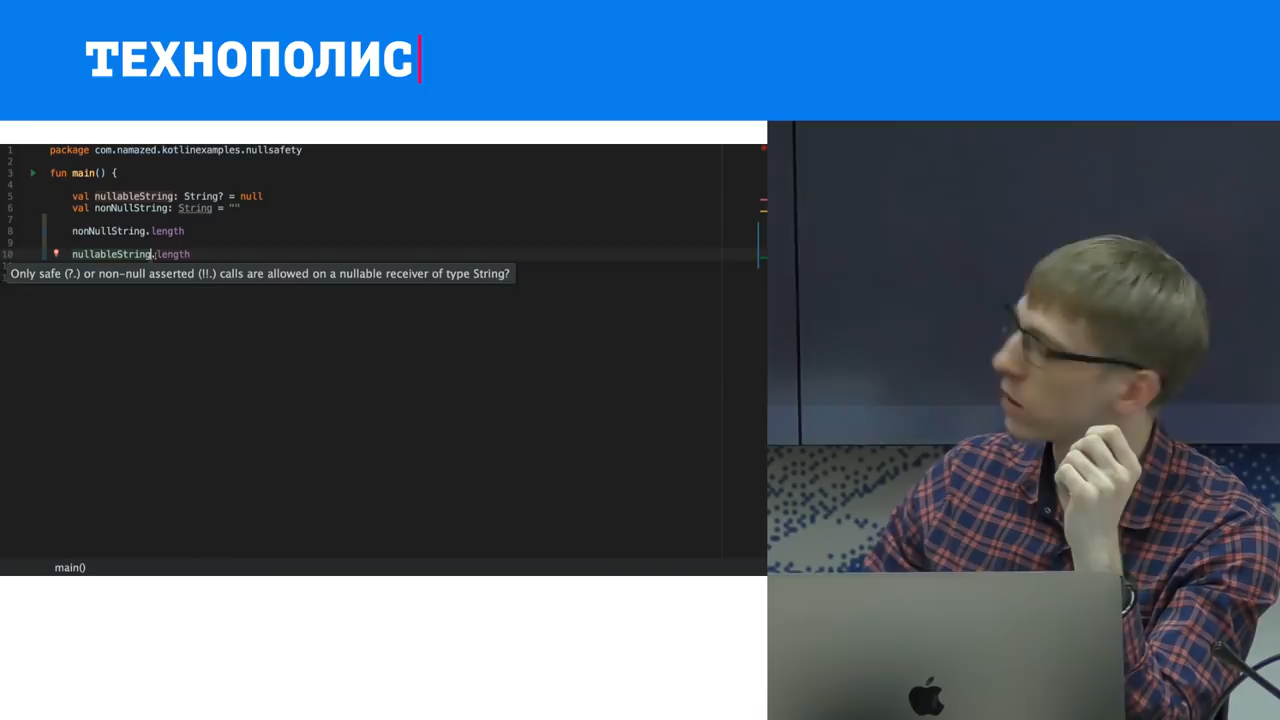 ТЕХНОПОЛИС
1 package com.namazed.kotlinexamples.nullsafety
2
3 fun main() {
4
5 val nullableString: String? = null
6 val nonNullString: String = ""
7
8 nonNullString.length
9
10 nullableString.length
Only safe (?.) or non-null asserted (!!.) calls are allowed on a nullable receiver of type String?
main()